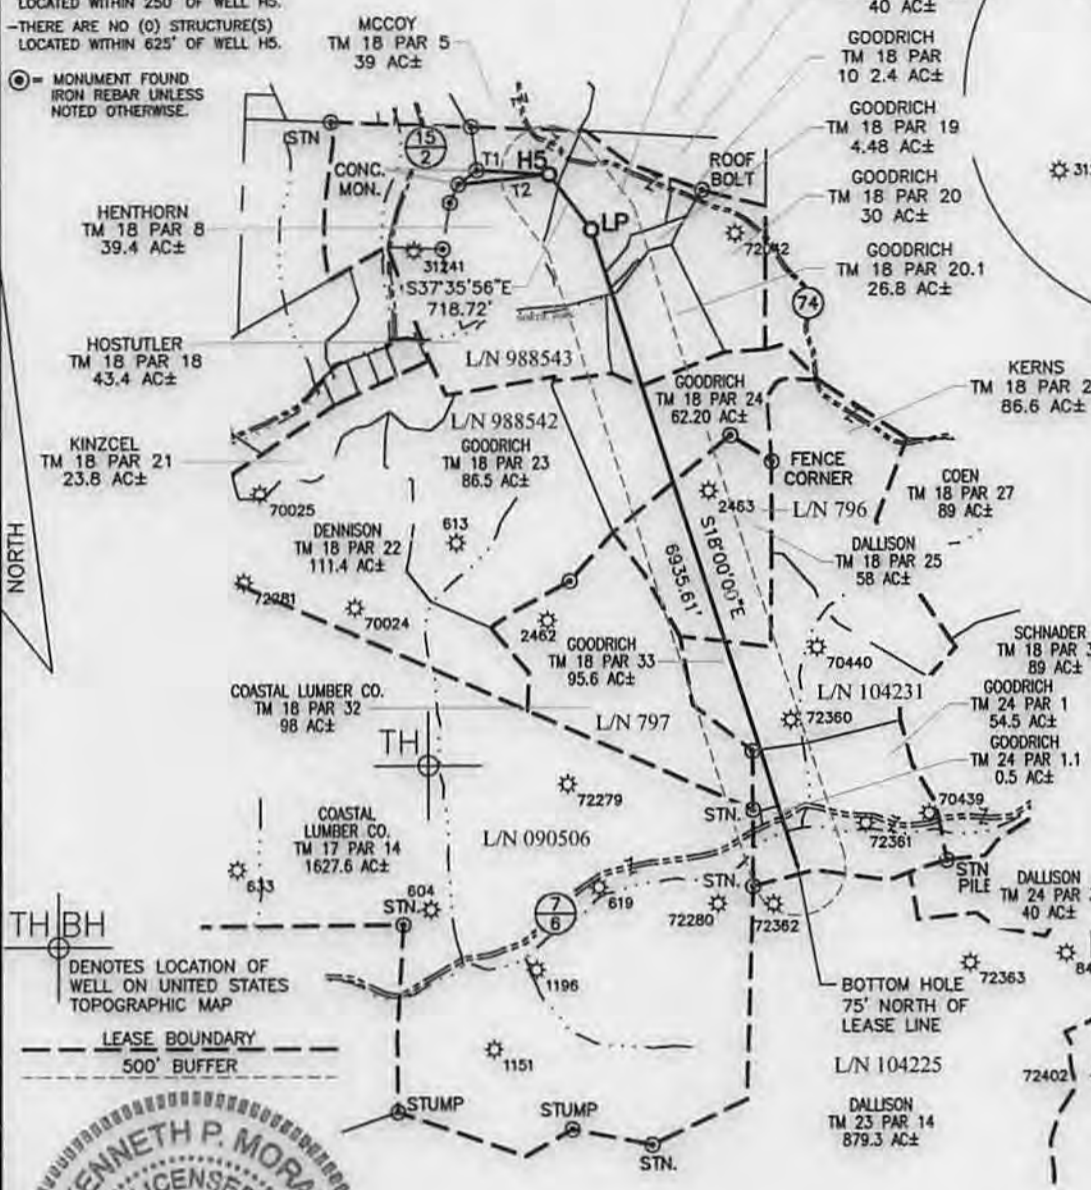 LOCATED WITHIN 250' OF WELL H5.
-THERE ARE NO (0) STRUCTURE(S)
LOCATED WITHIN 625' OF WELL H5.
= MONUMENT FOUND
IRON REBAR UNLESS
NOTED OTHERWISE.
MCCOY
TM 18 PAR 5
39 AC±
40 AC±
GOODRICH
TM 18 PAR
10 2.4 AC±
GOODRICH
TM 18 PAR 19
4.48 AC±
GOODRICH
TM 18 PAR 20
30 AC±
GOODRICH
TM 18 PAR 20.1
26.8 AC±
STN
15
2
CONC.
MON.
T1
H5
T2
ROOF
BOLT
LP
HENTHORN
TM 18 PAR 8
39.4 AC±
31241
S37°35'56"E
718.72'
74
HOSTUTLER
TM 18 PAR 18
43.4 AC±
L/N 988543
KERNS
TM 18 PAR 2
86.6 AC±
GOODRICH
TM 18 PAR 24
62.20 AC±
L/N 988542
GOODRICH
TM 18 PAR 23
86.5 AC±
KINZCEL
TM 18 PAR 21
23.8 AC±
FENCE
CORNER
COEN
TM 18 PAR 27
89 AC±
70025
2463
L/N 796
DENNISON
TM 18 PAR 22
111.4 AC±
613
DALLISON
TM 18 PAR 25
58 AC±
NORTH
S18°00'00"E
6935.61'
72281
70024
2462
GOODRICH
TM 18 PAR 33
95.6 AC±
70440
SCHNADER
TM 18 PAR 3
89 AC±
COASTAL LUMBER CO.
TM 18 PAR 32
98 AC±
L/N 104231
GOODRICH
TM 24 PAR 1
54.5 AC±
L/N 797
72360
TH
GOODRICH
TM 24 PAR 1.1
0.5 AC±
72279
STN.
70439
72361
COASTAL
LUMBER CO.
TM 17 PAR 14
1627.6 AC±
L/N 090506
633
604
STN.
619
STN.
STN
PILE
DALLISON
TM 24 PAR
40 AC±
7
6
72280
72362
TH BH
DENOTES LOCATION OF
WELL ON UNITED STATES
TOPOGRAPHIC MAP
1196
BOTTOM HOLE
75' NORTH OF
LEASE LINE
72363
LEASE BOUNDARY
500' BUFFER
1151
L/N 104225
72402
STUMP
STUMP
STN.
DALLISON
TM 23 PAR 14
879.3 AC±
KENNETH P. MORA
LICENSE